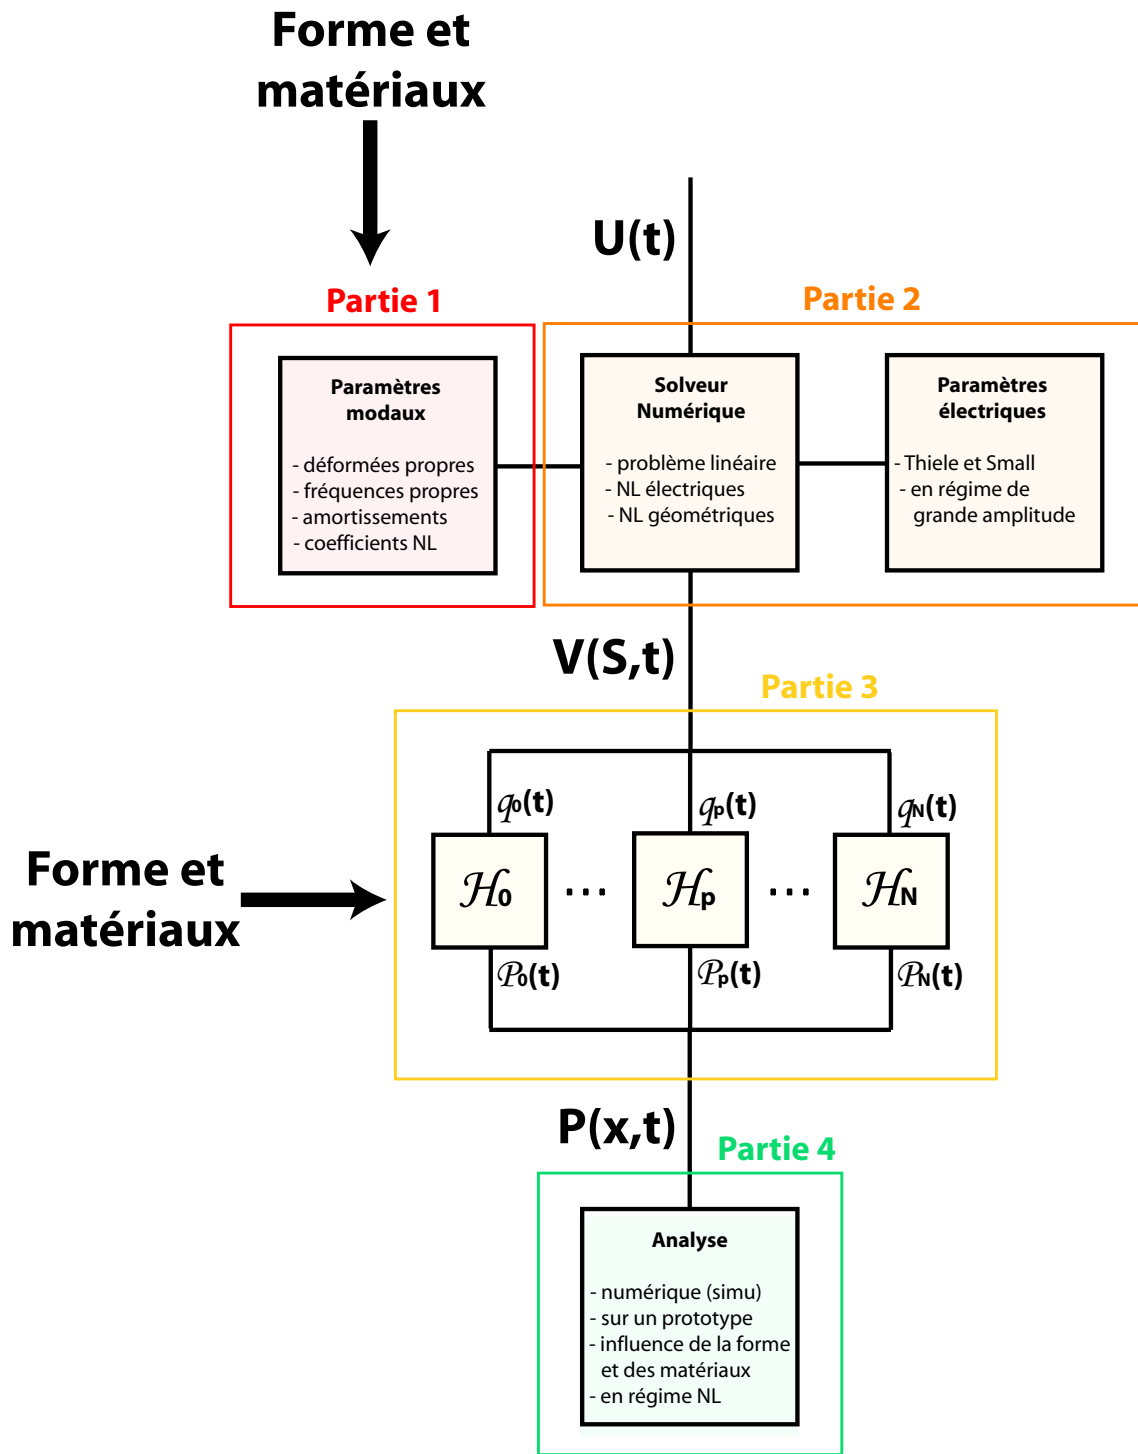 Forme et
matériaux
U(t)
Partie 1
Partie 2
Paramètres
modaux
- déformées propres
- fréquences propres
- amortissements
- coefficients NL
Solveur
Numérique
- problème linéaire
- NL électriques
- NL géométriques
Paramètres
électriques
- Thiele et Small
- en régime de
grande amplitude
V(S,t)
Partie 3
q₀(t)
qₚ(t)
q_N(t)
Forme et
matériaux
ℋ₀ ... ℋₚ ... ℋ_N
𝒫₀(t)
𝒫ₚ(t)
𝒫_N(t)
P(x,t)
Partie 4
Analyse
- numérique (simu)
- sur un prototype
- influence de la forme
et des matériaux
- en régime NL